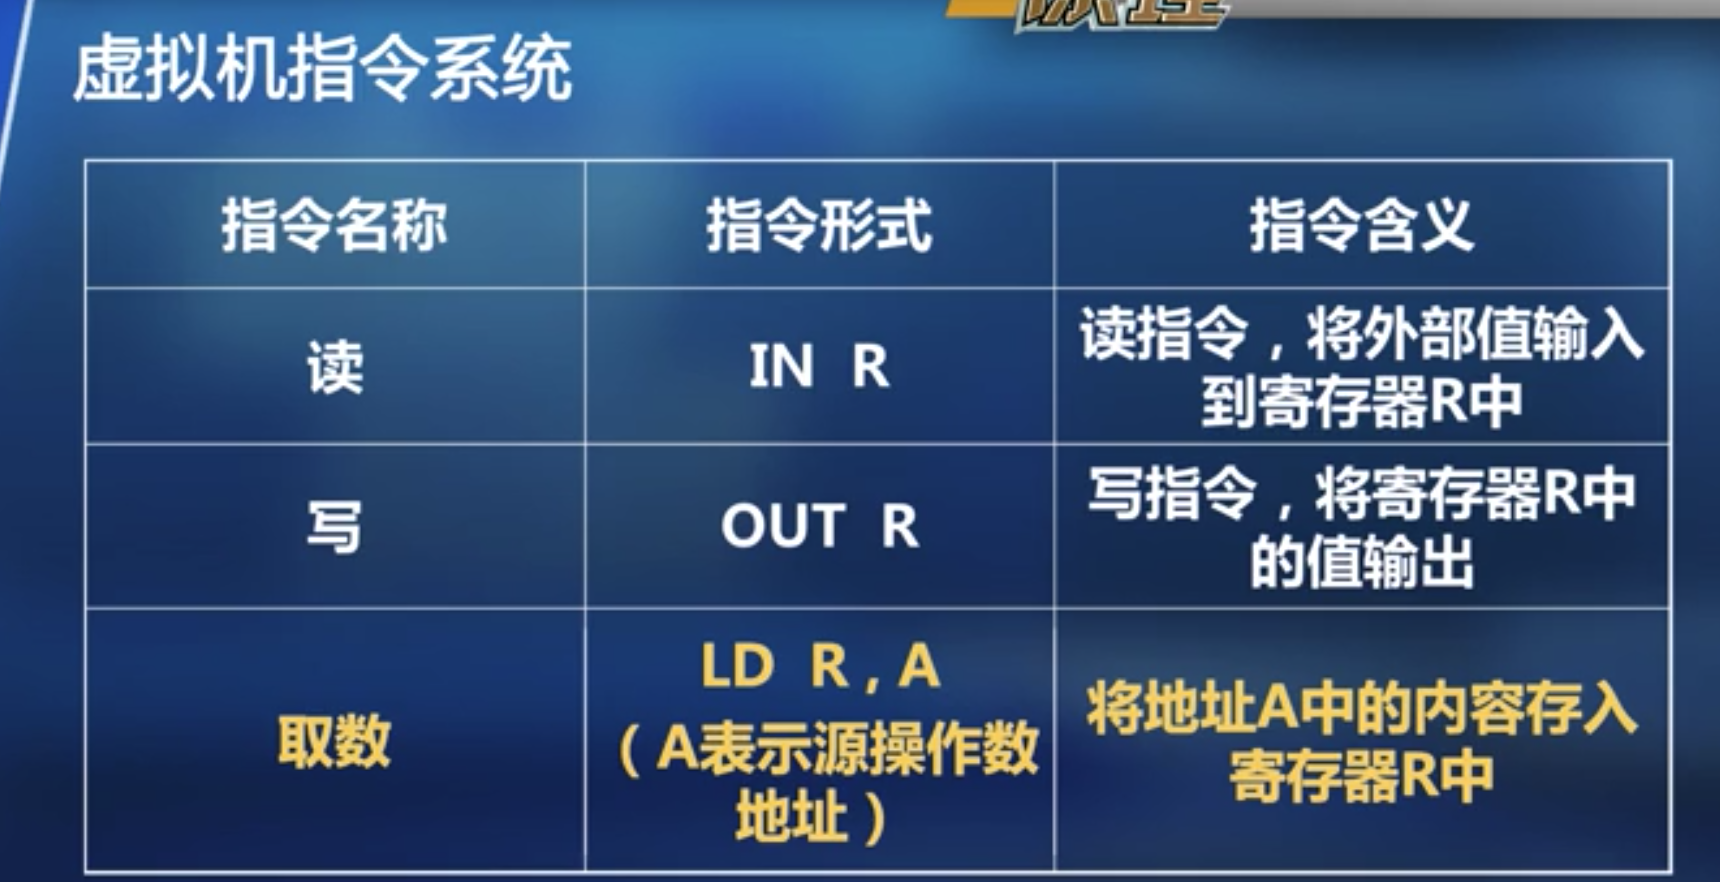 虚拟机指令系统
指令名称 指令形式 指令含义
读 IN R 读指令，将外部值输入
到寄存器R中
写 OUT R 写指令，将寄存器R中
的值输出
取数 LD R , A
（A表示源操作数
地址）
将地址A中的内容存入
寄存器R中